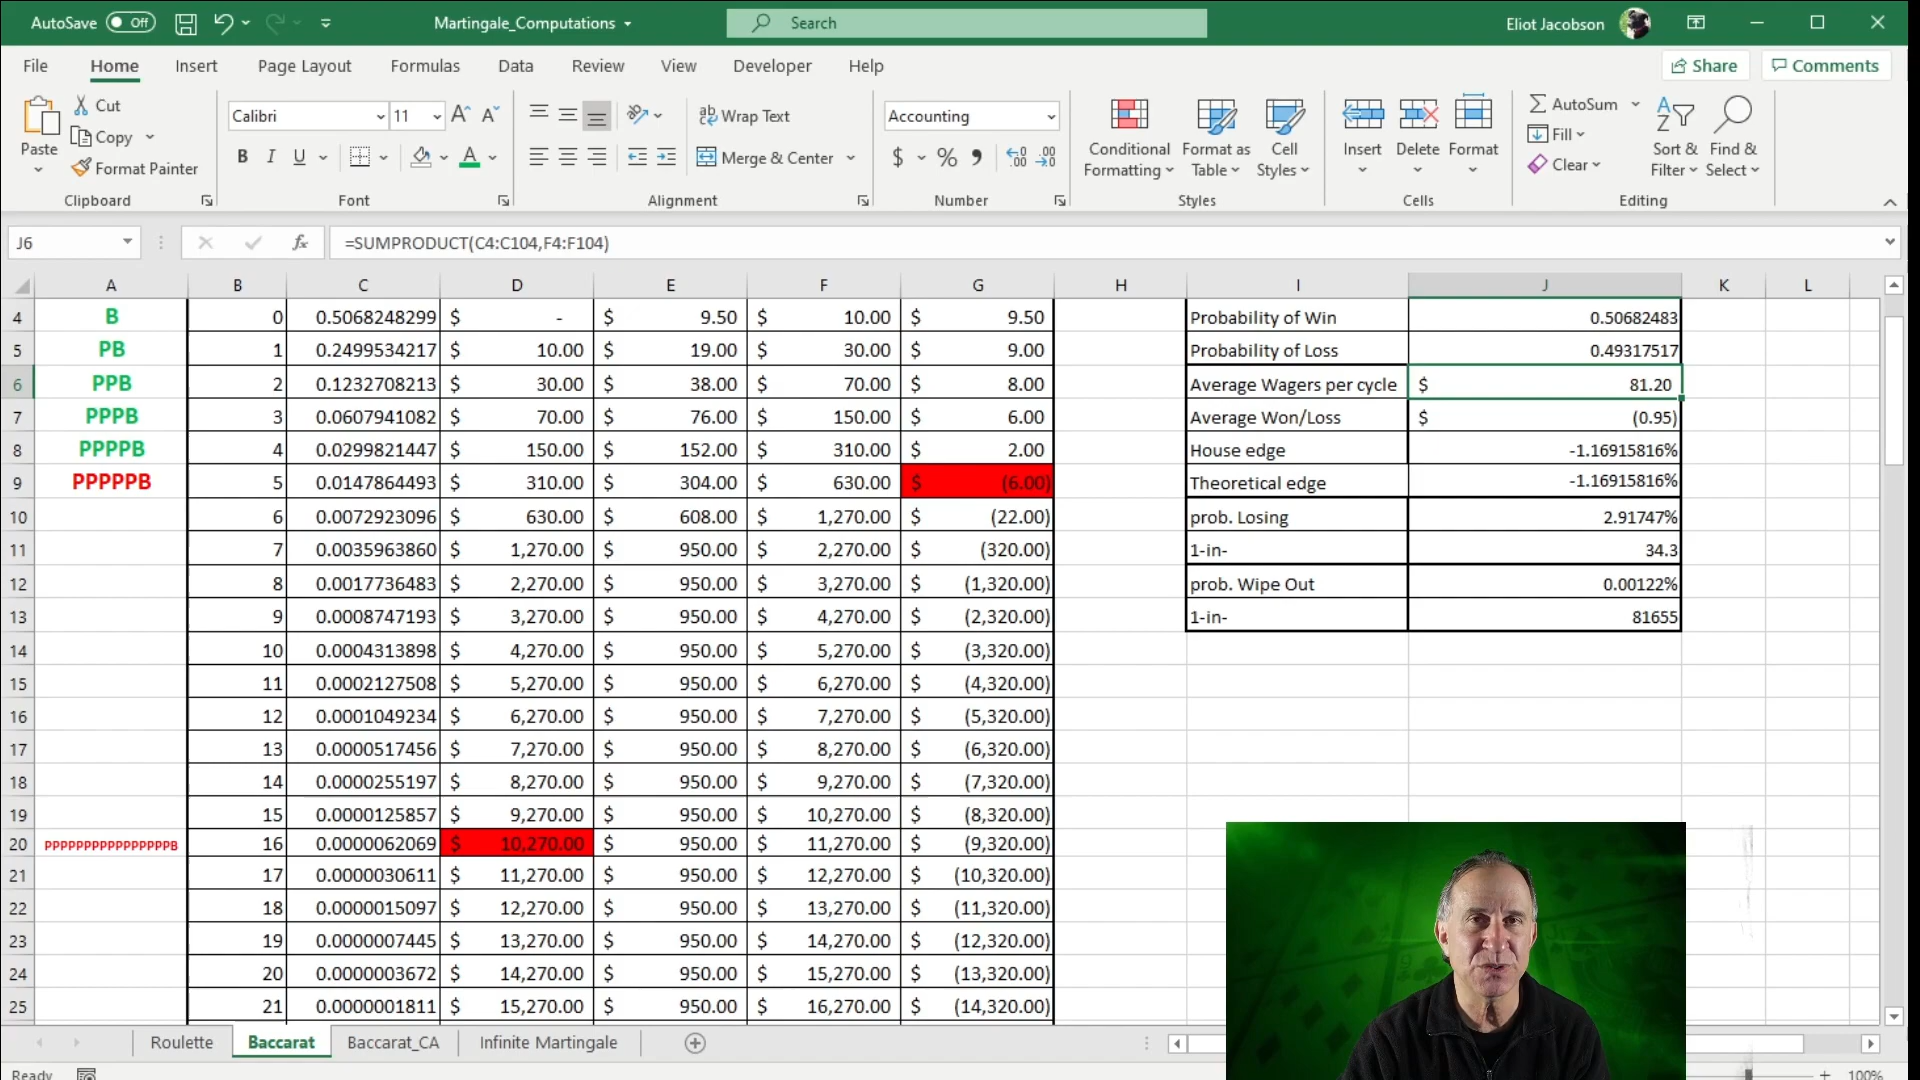 AutoSave Off Martingale_Computations Search Eliot Jacobson
File Home Insert Page Layout Formulas Data Review View Developer Help Share Comments
Cut
Copy
Format Painter
Paste
Clipboard
Calibri 11
B I U
Font
Wrap Text
Merge & Center
Alignment
Accounting
$ % ,
Number
Conditional Formatting
Format as Table
Cell Styles
Styles
Insert Delete Format
Cells
AutoSum
Fill
Clear
Sort & Filter
Find & Select
Editing
J6 fx =SUMPRODUCT(C4:C104,F4:F104)
A B C D E F G H I J K L
4 B 0 0.5068248299 $ - $ 9.50 $ 10.00 $ 9.50 Probability of Win 0.50682483
5 PB 1 0.2499534217 $ 10.00 $ 19.00 $ 30.00 $ 9.00 Probability of Loss 0.49317517
6 PPB 2 0.1232708213 $ 30.00 $ 38.00 $ 70.00 $ 8.00 Average Wagers per cycle $ 81.20
7 PPPB 3 0.0607941082 $ 70.00 $ 76.00 $ 150.00 $ 6.00 Average Won/Loss $ (0.95)
8 PPPPB 4 0.0299821447 $ 150.00 $ 152.00 $ 310.00 $ 2.00 House edge -1.16915816%
9 PPPPPB 5 0.0147864493 $ 310.00 $ 304.00 $ 630.00 $ (6.00) Theoretical edge -1.16915816%
10 6 0.0072923096 $ 630.00 $ 608.00 $ 1,270.00 $ (22.00) prob. Losing 2.91747%
11 7 0.0035963860 $ 1,270.00 $ 950.00 $ 2,270.00 $ (320.00) 1-in- 34.3
12 8 0.0017736483 $ 2,270.00 $ 950.00 $ 3,270.00 $ (1,320.00) prob. Wipe Out 0.00122%
13 9 0.0008747193 $ 3,270.00 $ 950.00 $ 4,270.00 $ (2,320.00) 1-in- 81655
14 10 0.0004313898 $ 4,270.00 $ 950.00 $ 5,270.00 $ (3,320.00)
15 11 0.0002127508 $ 5,270.00 $ 950.00 $ 6,270.00 $ (4,320.00)
16 12 0.0001049234 $ 6,270.00 $ 950.00 $ 7,270.00 $ (5,320.00)
17 13 0.0000517456 $ 7,270.00 $ 950.00 $ 8,270.00 $ (6,320.00)
18 14 0.0000255197 $ 8,270.00 $ 950.00 $ 9,270.00 $ (7,320.00)
19 15 0.0000125857 $ 9,270.00 $ 950.00 $ 10,270.00 $ (8,320.00)
20 PPPPPPPPPPPPPPPPB 16 0.0000062069 $ 10,270.00 $ 950.00 $ 11,270.00 $ (9,320.00)
21 17 0.0000030611 $ 11,270.00 $ 950.00 $ 12,270.00 $ (10,320.00)
22 18 0.0000015097 $ 12,270.00 $ 950.00 $ 13,270.00 $ (11,320.00)
23 19 0.0000007445 $ 13,270.00 $ 950.00 $ 14,270.00 $ (12,320.00)
24 20 0.0000003672 $ 14,270.00 $ 950.00 $ 15,270.00 $ (13,320.00)
25 21 0.0000001811 $ 15,270.00 $ 950.00 $ 16,270.00 $ (14,320.00)
Roulette Baccarat Baccarat_CA Infinite Martingale
Ready 100%